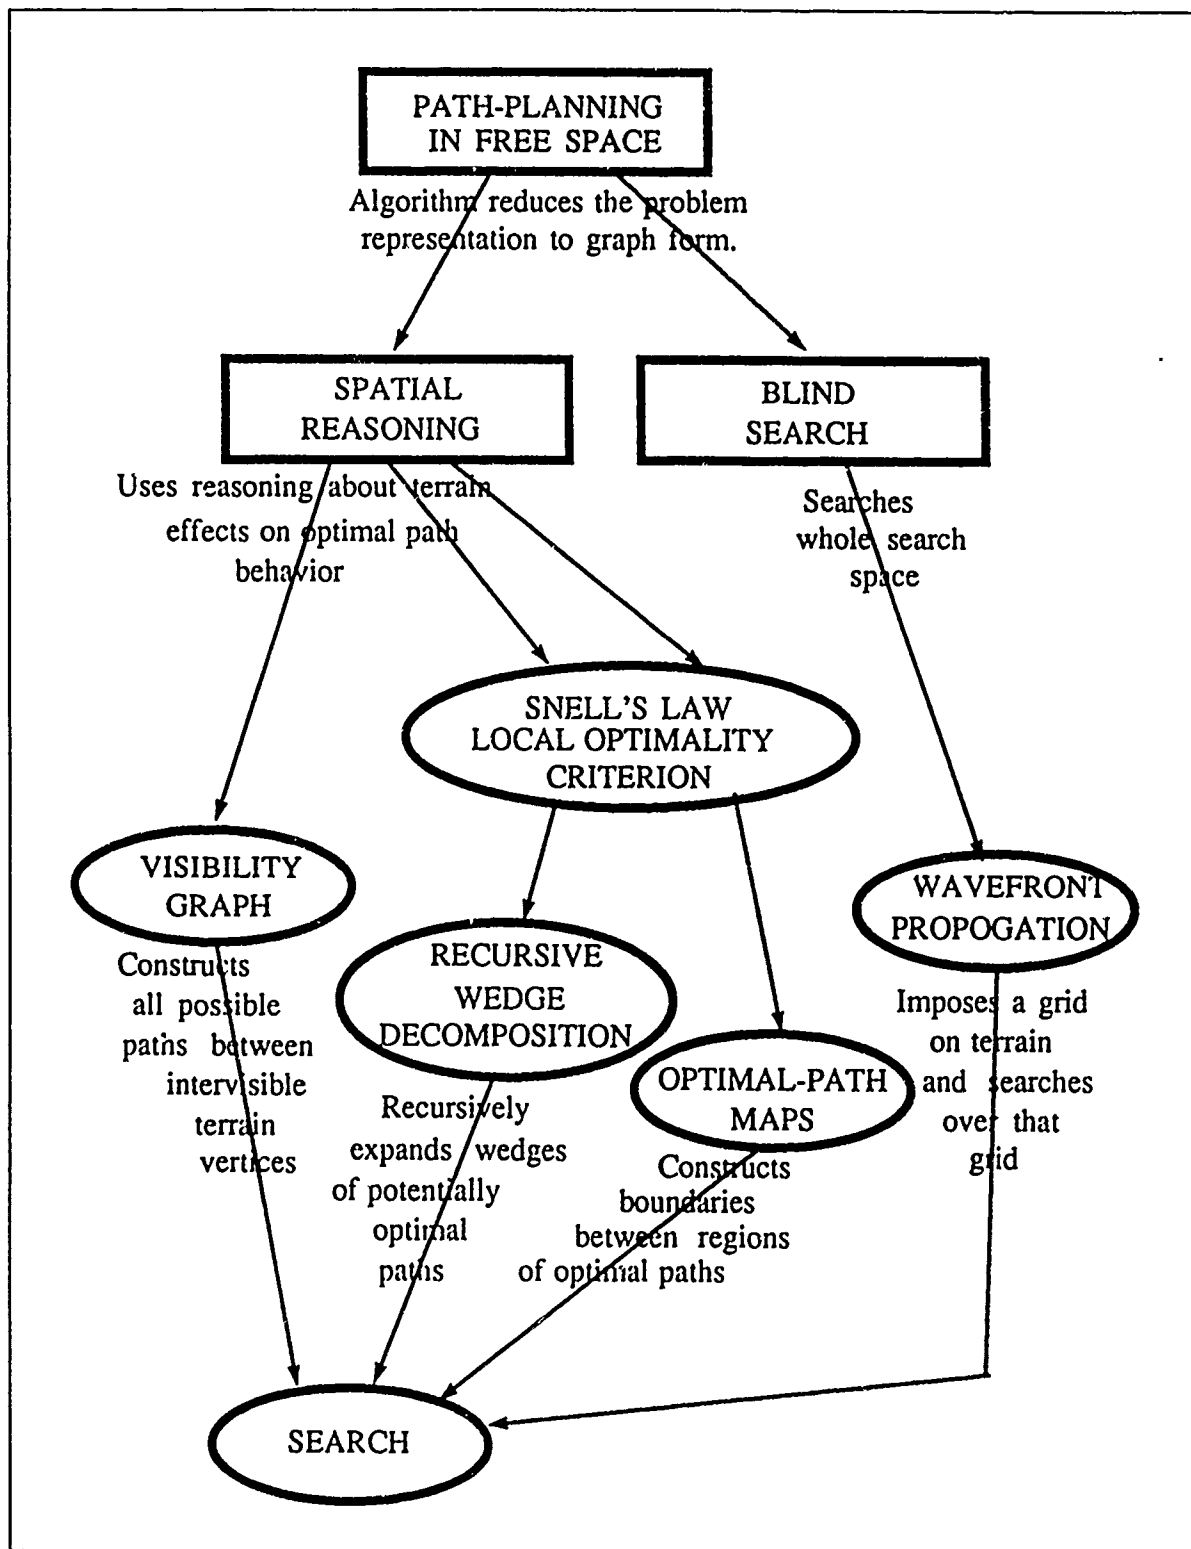 PATH-PLANNING
IN FREE SPACE
Algorithm reduces the problem
representation to graph form.
SPATIAL
REASONING
BLIND
SEARCH
Uses reasoning about terrain
effects on optimal path
behavior
Searches
whole search
space
SNELL'S LAW
LOCAL OPTIMALITY
CRITERION
VISIBILITY
GRAPH
WAVEFRONT
PROPOGATION
RECURSIVE
WEDGE
DECOMPOSITION
OPTIMAL-PATH
MAPS
Constructs
all possible
paths between
intervisible
terrain
vertices
Imposes a grid
on terrain
and searches
over that
grid
Recursively
expands wedges
of potentially
optimal
paths
Constructs
boundaries
between regions
of optimal paths
SEARCH